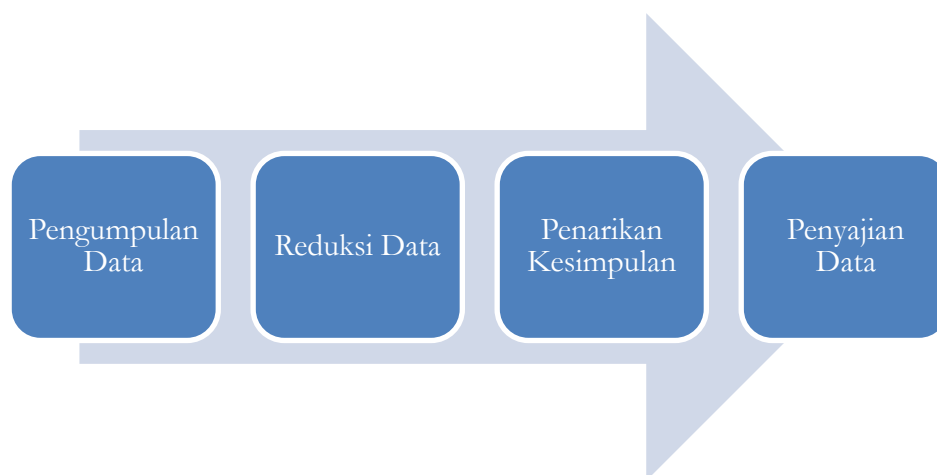 Pengumpulan
Data
Reduksi Data
Penarikan
Kesimpulan
Penyajian
Data